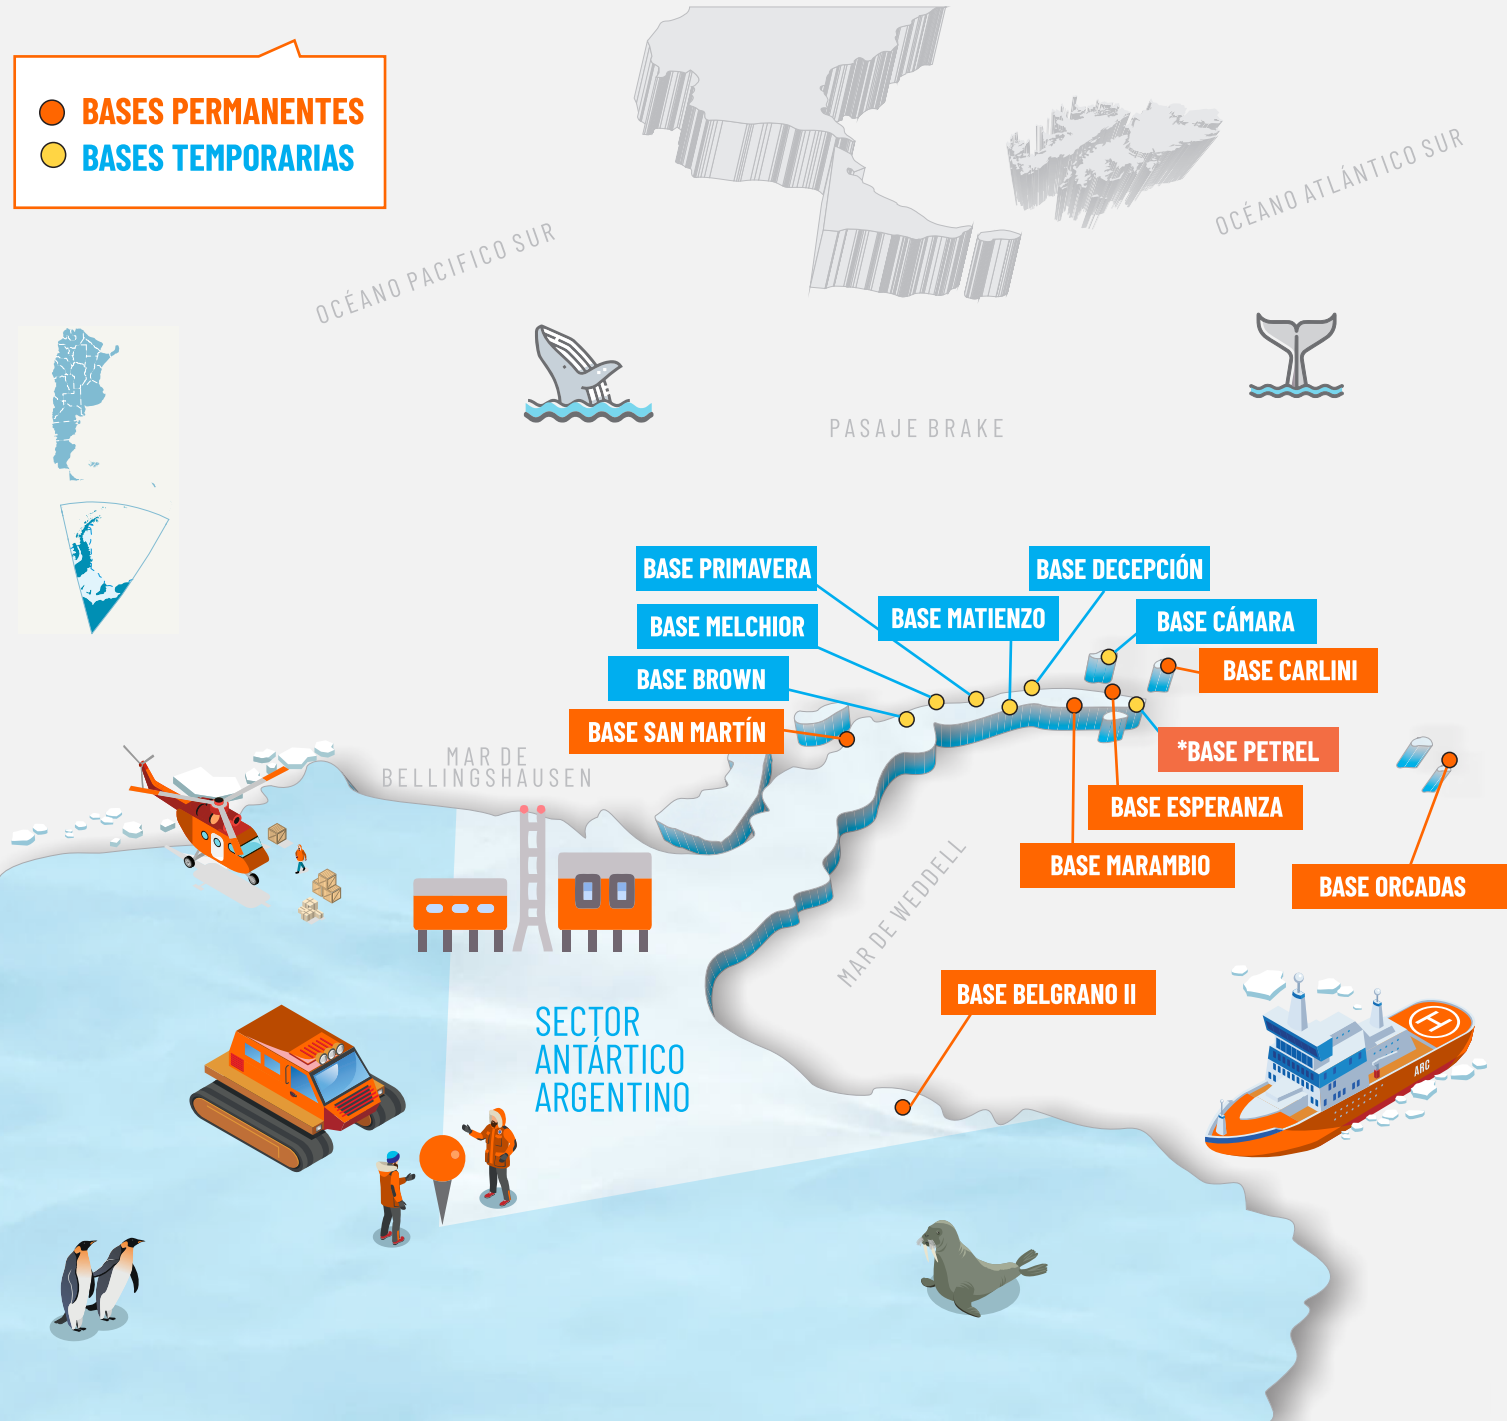 BASES PERMANENTES
BASES TEMPORARIAS
OCÉANO PACIFICO SUR
OCÉANO ATLÁNTICO SUR
PASAJE BRAKE
BASE PRIMAVERA
BASE DECEPCIÓN
BASE MELCHIOR
BASE MATIENZO
BASE CÁMARA
BASE BROWN
BASE CARLINI
BASE SAN MARTÍN
*BASE PETREL
MAR DE
BELLINGSHAUSEN
BASE ESPERANZA
BASE MARAMBIO
BASE ORCADAS
MAR DE WEDDELL
BASE BELGRANO II
SECTOR
ANTÁRTICO
ARGENTINO
H
ARC